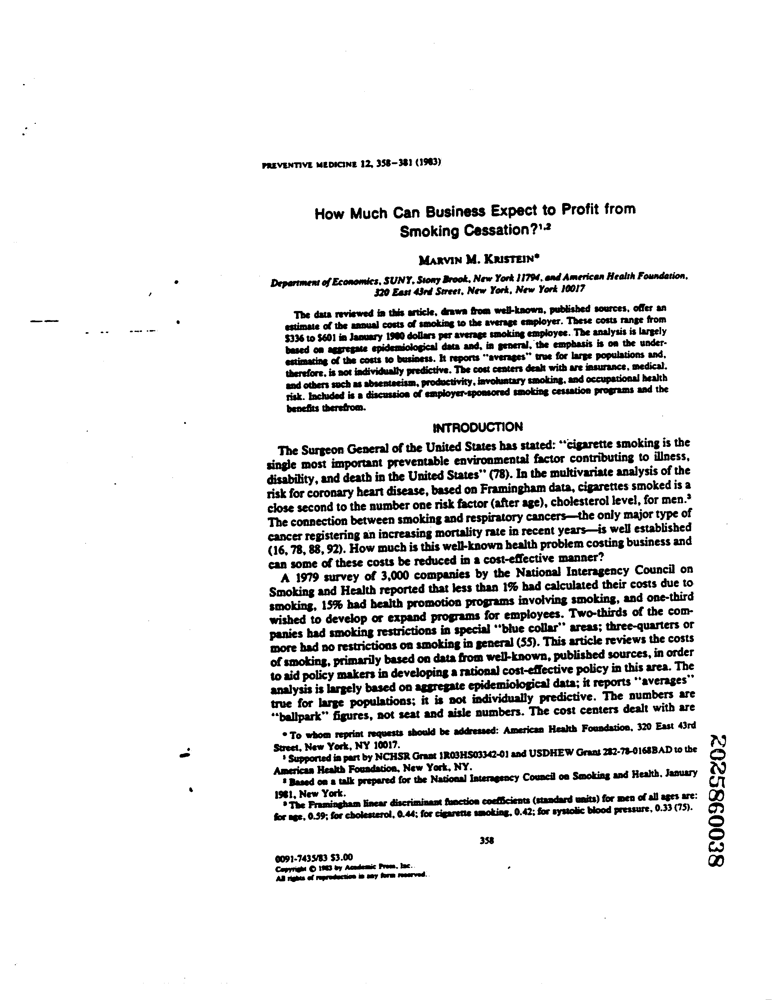 PREVENTIVE MEDICINE 12, 358–381 (1983)
How Much Can Business Expect to Profit from
Smoking Cessation?¹,²
MARVIN M. KRISTEIN*
Department of Economics, SUNY, Stony Brook, New York 11794, and American Health Foundation,
320 East 43rd Street, New York, New York 10017
The data reviewed in this article, drawn from well-known, published sources, offer an
estimate of the annual costs of smoking to the average employer. These costs range from
$336 to $601 in January 1980 dollars per average smoking employee. The analysis is largely
based on aggregate epidemiological data and, in general, the emphasis is on the under-
estimating of the costs to business. It reports "averages" true for large populations and,
therefore, is not individually predictive. The cost centers dealt with are insurance, medical,
and others such as absenteeism, productivity, involuntary smoking, and occupational health
risk. Included is a discussion of employer-sponsored smoking cessation programs and the
benefits therefrom.
INTRODUCTION
The Surgeon General of the United States has stated: "cigarette smoking is the
single most important preventable environmental factor contributing to illness,
disability, and death in the United States" (78). In the multivariate analysis of the
risk for coronary heart disease, based on Framingham data, cigarettes smoked is a
close second to the number one risk factor (after age), cholesterol level, for men.³
The connection between smoking and respiratory cancers—the only major type of
cancer registering an increasing mortality rate in recent years—is well established
(16, 78, 88, 92). How much is this well-known health problem costing business and
can some of these costs be reduced in a cost-effective manner?
A 1979 survey of 3,000 companies by the National Interagency Council on
Smoking and Health reported that less than 1% had calculated their costs due to
smoking, 15% had health promotion programs involving smoking, and one-third
wished to develop or expand programs for employees. Two-thirds of the com-
panies had smoking restrictions in special "blue collar" areas; three-quarters or
more had no restrictions on smoking in general (55). This article reviews the costs
of smoking, primarily based on data from well-known, published sources, in order
to aid policy makers in developing a rational cost-effective policy in this area. The
analysis is largely based on aggregate epidemiological data; it reports "averages"
true for large populations; it is not individually predictive. The numbers are
"ballpark" figures, not seat and aisle numbers. The cost centers dealt with are
* To whom reprint requests should be addressed: American Health Foundation, 320 East 43rd
Street, New York, NY 10017.
¹ Supported in part by NCHSR Grant 1R03HS03342-01 and USDHEW Grant 282-78-0168BAD to the
American Health Foundation, New York, NY.
² Based on a talk prepared for the National Interagency Council on Smoking and Health, January
1981, New York.
³ The Framingham linear discriminant function coefficients (standard units) for men of all ages are:
for age, 0.59; for cholesterol, 0.44; for cigarette smoking, 0.42; for systolic blood pressure, 0.33 (75).
358
0091-7435/83 $3.00
Copyright © 1983 by Academic Press, Inc.
All rights of reproduction in any form reserved.
2025860038